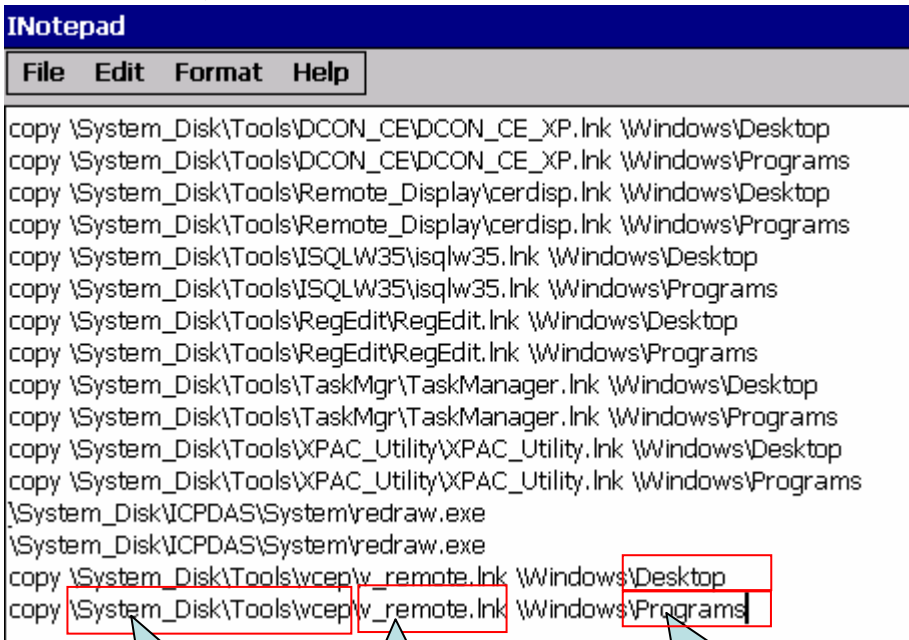 INotepad
File Edit Format Help
copy \System_Disk\Tools\DCON_CE\DCON_CE_XP.lnk \Windows\Desktop
copy \System_Disk\Tools\DCON_CE\DCON_CE_XP.lnk \Windows\Programs
copy \System_Disk\Tools\Remote_Display\cerdisp.lnk \Windows\Desktop
copy \System_Disk\Tools\Remote_Display\cerdisp.lnk \Windows\Programs
copy \System_Disk\Tools\ISQLW35\isqlw35.lnk \Windows\Desktop
copy \System_Disk\Tools\ISQLW35\isqlw35.lnk \Windows\Programs
copy \System_Disk\Tools\RegEdit\RegEdit.lnk \Windows\Desktop
copy \System_Disk\Tools\RegEdit\RegEdit.lnk \Windows\Programs
copy \System_Disk\Tools\TaskMgr\TaskManager.lnk \Windows\Desktop
copy \System_Disk\Tools\TaskMgr\TaskManager.lnk \Windows\Programs
copy \System_Disk\Tools\XPAC_Utility\XPAC_Utility.lnk \Windows\Desktop
copy \System_Disk\Tools\XPAC_Utility\XPAC_Utility.lnk \Windows\Programs
\System_Disk\ICPDAS\System\redraw.exe
\System_Disk\ICPDAS\System\redraw.exe
copy \System_Disk\Tools\vcep\v_remote.lnk \Windows\Desktop
copy \System_Disk\Tools\vcep\v_remote.lnk \Windows\Programs